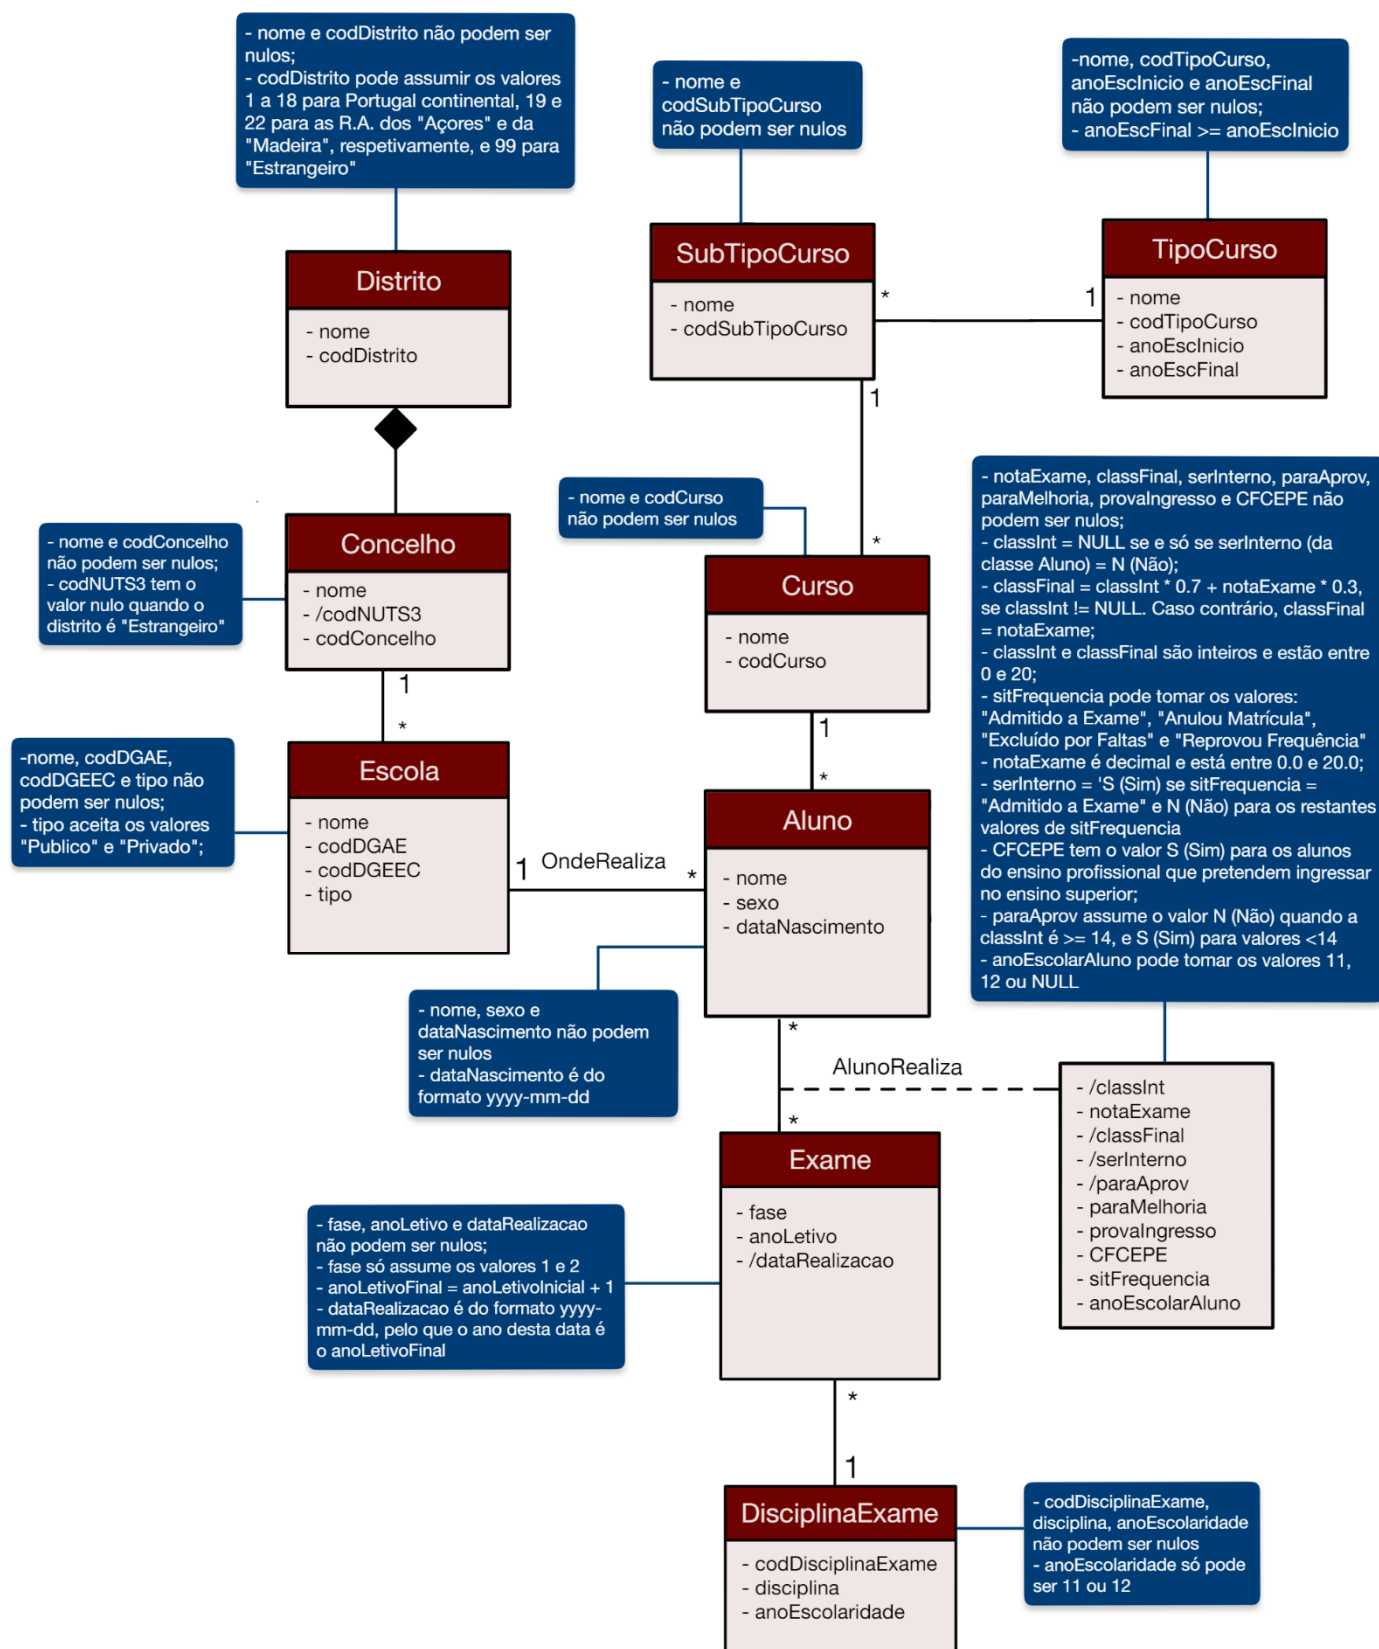 - nome e codDistrito não podem ser
nulos;
- codDistrito pode assumir os valores
1 a 18 para Portugal continental, 19 e
22 para as R.A. dos "Açores" e da
"Madeira", respetivamente, e 99 para
"Estrangeiro"
- nome e
codSubTipoCurso
não podem ser nulos
-nome, codTipoCurso,
anoEscInicio e anoEscFinal
não podem ser nulos;
- anoEscFinal >= anoEscInicio
Distrito
- nome
- codDistrito
SubTipoCurso
- nome
- codSubTipoCurso
*
1
TipoCurso
- nome
- codTipoCurso
- anoEscInicio
- anoEscFinal
1
*
- nome e codConcelho
não podem ser nulos;
- codNUTS3 tem o
valor nulo quando o
distrito é "Estrangeiro"
Concelho
- nome
- /codNUTS3
- codConcelho
1
*
- nome e codCurso
não podem ser nulos
Curso
- nome
- codCurso
1
*
- notaExame, classFinal, serInterno, paraAprov,
paraMelhoria, provaIngresso e CFCEPE não
podem ser nulos;
- classInt = NULL se e só se serInterno (da
classe Aluno) = N (Não);
- classFinal = classInt * 0.7 + notaExame * 0.3,
se classInt != NULL. Caso contrário, classFinal
= notaExame;
- classInt e classFinal são inteiros e estão entre
0 e 20;
- sitFrequencia pode tomar os valores:
"Admitido a Exame", "Anulou Matrícula",
"Excluído por Faltas" e "Reprovou Frequência"
- notaExame é decimal e está entre 0.0 e 20.0;
- serInterno = 'S (Sim) se sitFrequencia =
"Admitido a Exame" e N (Não) para os restantes
valores de sitFrequencia
- CFCEPE tem o valor S (Sim) para os alunos
do ensino profissional que pretendem ingressar
no ensino superior;
- paraAprov assume o valor N (Não) quando a
classInt é >= 14, e S (Sim) para valores <14
- anoEscolarAluno pode tomar os valores 11,
12 ou NULL
-nome, codDGAE,
codDGEEC e tipo não
podem ser nulos;
- tipo aceita os valores
"Publico" e "Privado";
Escola
- nome
- codDGAE
- codDGEEC
- tipo
1
OndeRealiza
*
Aluno
- nome
- sexo
- dataNascimento
- nome, sexo e
dataNascimento não podem
ser nulos
- dataNascimento é do
formato yyyy-mm-dd
*
AlunoRealiza
*
- /classInt
- notaExame
- /classFinal
- /serInterno
- /paraAprov
- paraMelhoria
- provaIngresso
- CFCEPE
- sitFrequencia
- anoEscolarAluno
Exame
- fase
- anoLetivo
- /dataRealizacao
- fase, anoLetivo e dataRealizacao
não podem ser nulos;
- fase só assume os valores 1 e 2
- anoLetivoFinal = anoLetivoInicial + 1
- dataRealizacao é do formato yyyy-
mm-dd, pelo que o ano desta data é
o anoLetivoFinal
*
1
DisciplinaExame
- codDisciplinaExame
- disciplina
- anoEscolaridade
- codDisciplinaExame,
disciplina, anoEscolaridade
não podem ser nulos
- anoEscolaridade só pode
ser 11 ou 12